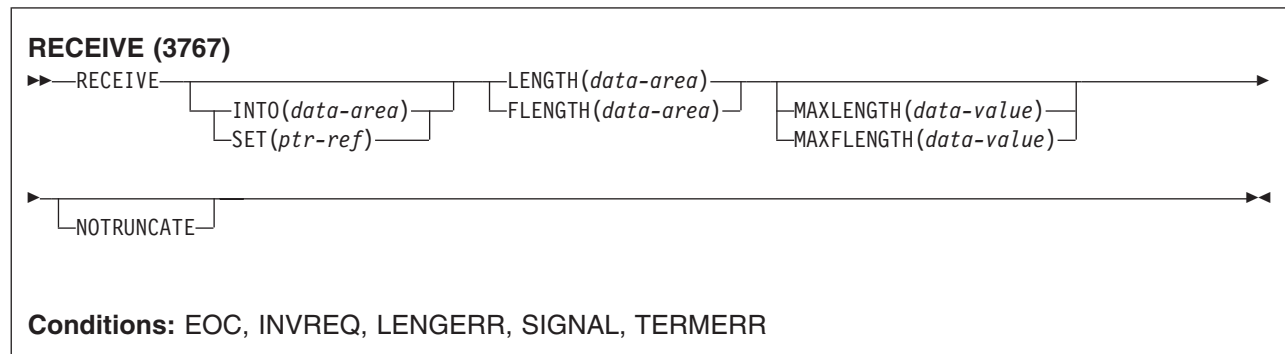 RECEIVE (3767)
RECEIVE LENGTH(data-area)
INTO(data-area) FLENGTH(data-area) MAXLENGTH(data-value)
SET(ptr-ref) MAXFLENGTH(data-value)
NOTRUNCATE
Conditions: EOC, INVREQ, LENGERR, SIGNAL, TERMERR